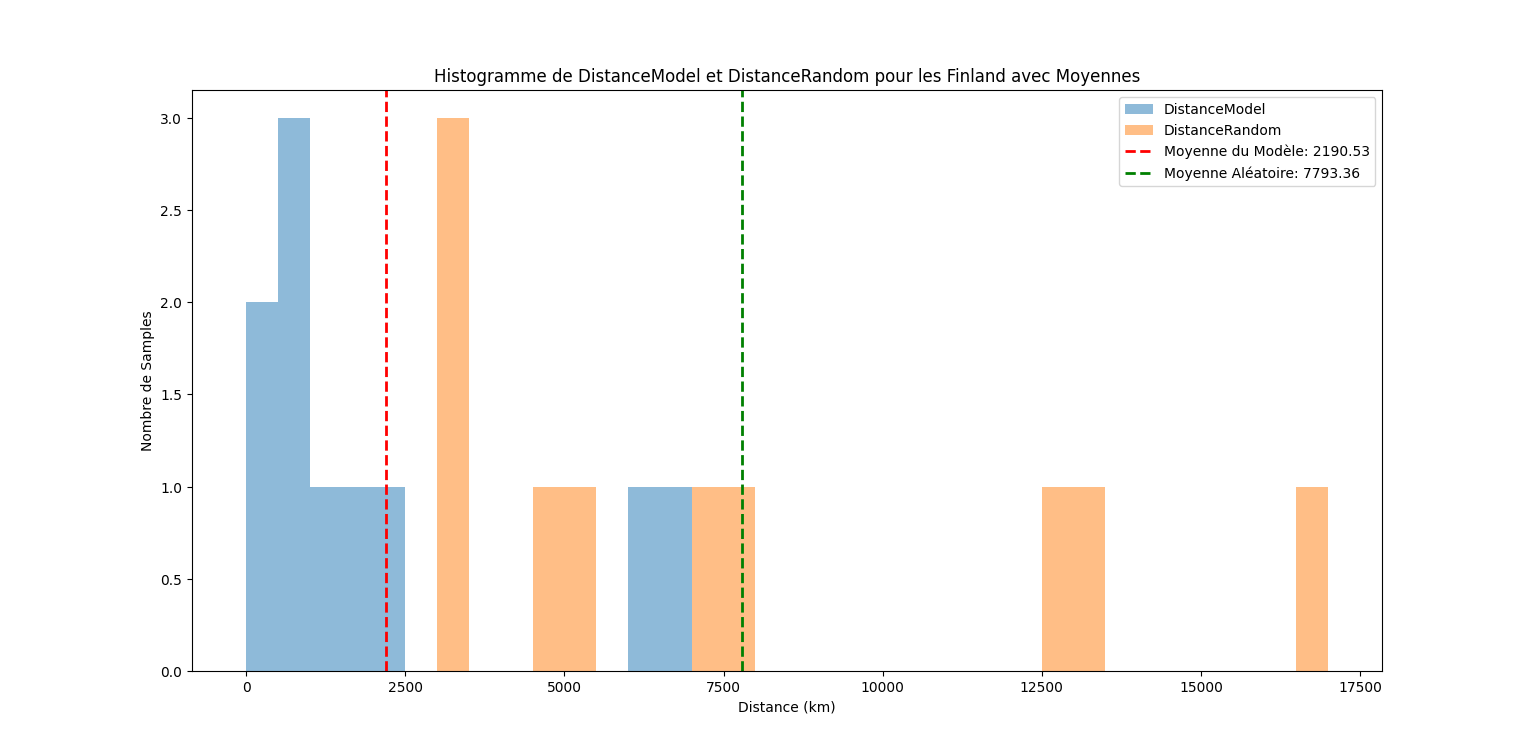 Histogramme de DistanceModel et DistanceRandom pour les Finland avec Moyennes
DistanceModel
DistanceRandom
Moyenne du Modèle: 2190.53
Moyenne Aléatoire: 7793.36
Nombre de Samples
3.0
2.5
2.0
1.5
1.0
0.5
0.0
0 2500 5000 7500 10000 12500 15000 17500
Distance (km)